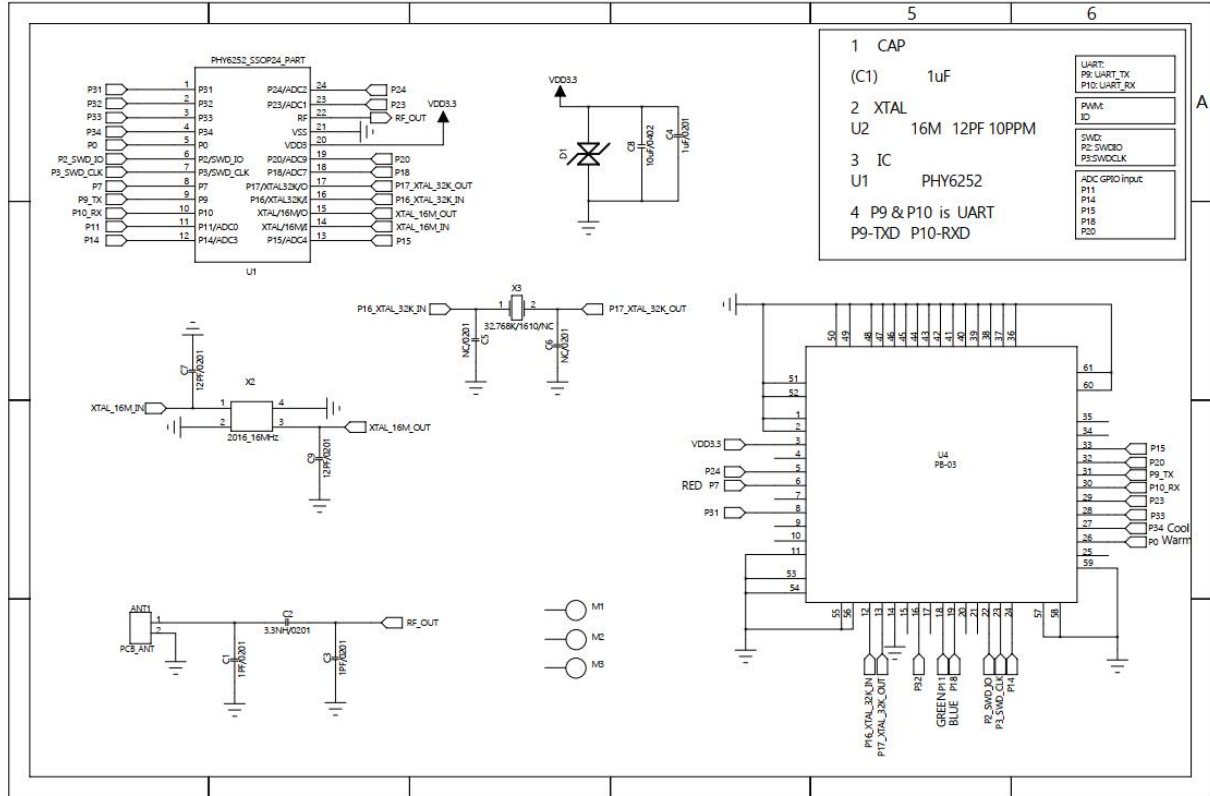 5
6
A
PHY6252_SSOP24_PART
P31 1 P31 P24/ADC2 24 P24
P32 2 P32 P23/ADC1 23 P23
P33 3 P33 RF 22 RF_OUT
P34 4 P34 VSS 21
P0 5 P0 VDD3 20 VDD3.3
P2_SWD_IO 6 P2/SWD_IO P20/ADC9 19 P20
P3_SWD_CLK 7 P3/SWD_CLK P18/ADC7 18 P18
P7 8 P7 P17/XTAL32K/O 17 P17_XTAL_32K_OUT
P9_TX 9 P9 P16/XTAL32K/I 16 P16_XTAL_32K_IN
P10_RX 10 P10 XTAL/16M/O 15 XTAL_16M_OUT
P11 11 P11/ADC0 XTAL/16M/I 14 XTAL_16M_IN
P14 12 P14/ADC3 P15/ADC4 13 P15
U1
VDD3.3
D1
C8
10uF/0402
C4
1uF/0201
1 CAP
(C1) 1uF
2 XTAL
U2 16M 12PF 10PPM
3 IC
U1 PHY6252
4 P9 & P10 is UART
P9-TXD P10-RXD
UART:
P9: UART_TX
P10: UART_RX
PWM:
IO
SWD:
P2: SWDIO
P3:SWDCLK
ADC GPIO input:
P11
P14
P15
P18
P20
X3
P16_XTAL_32K_IN 1 2 P17_XTAL_32K_OUT
32.768K/1610/NC
C5
NC/0201
C6
NC/0201
C7
12PF/0201
X2
XTAL_16M_IN 1 4
2 3 XTAL_16M_OUT
2016_16MHz
C9
12PF/0201
ANT1
1
2
PCB_ANT
C2
3.3NH/0201
RF_OUT
C1
1PF/0201
C3
1PF/0201
M1
M2
M3
50 49 48 47 46 45 44 43 42 41 40 39 38 37 36
51
52
1
2
VDD3.3 3
4
P24 5
RED P7 6
7
P31 8
9
10
11
53
54
U4
PB-03
61
60
35
34
33 P15
32 P20
31 P9_TX
30 P10_RX
29 P23
28 P33
27 P34 Cool
26 P0 Warm
25
59
55 56 12 13 14 15 16 17 18 19 20 21 22 23 24 57 58
P16_XTAL_32K_IN
P17_XTAL_32K_OUT
P32
GREEN P11
BLUE P18
P2_SWD_IO
P3_SWD_CLK
P14